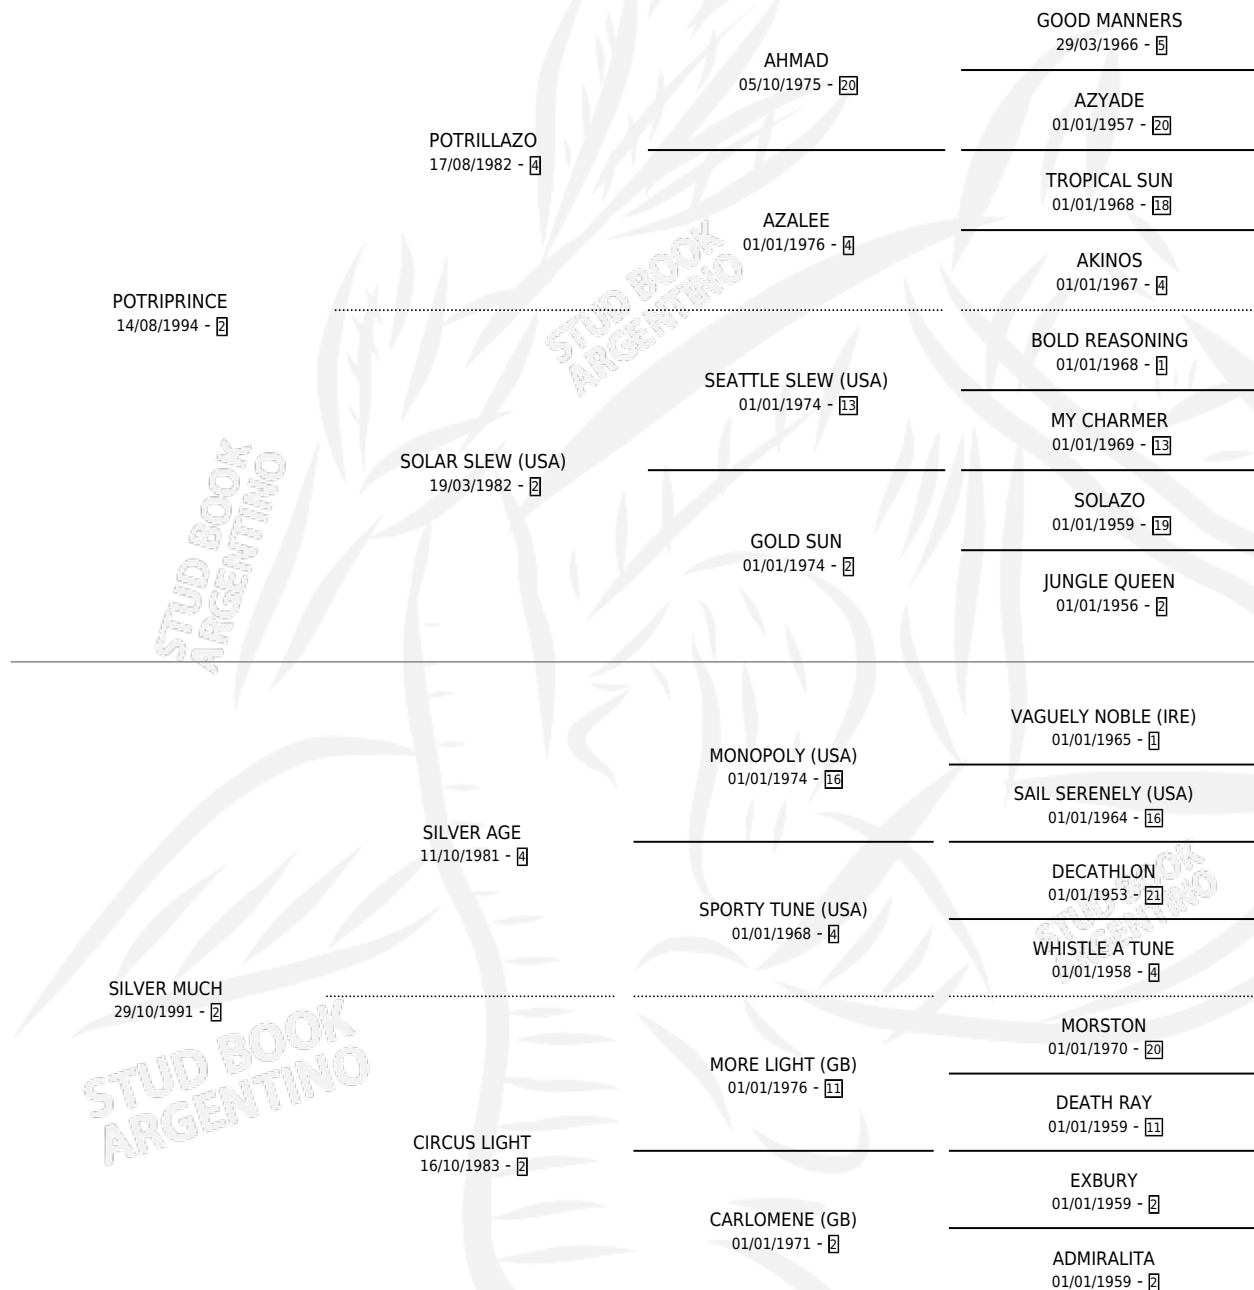 GOOD MANNERS
29/03/1966 - 5
AHMAD
05/10/1975 - 20
AZYADE
01/01/1957 - 20
POTRILLAZO
17/08/1982 - 4
TROPICAL SUN
01/01/1968 - 18
AZALEE
01/01/1976 - 4
AKINOS
01/01/1967 - 4
POTRIPRINCE
14/08/1994 - 2
BOLD REASONING
01/01/1968 - 1
SEATTLE SLEW (USA)
01/01/1974 - 13
MY CHARMER
01/01/1969 - 13
SOLAR SLEW (USA)
19/03/1982 - 2
SOLAZO
01/01/1959 - 19
GOLD SUN
01/01/1974 - 2
JUNGLE QUEEN
01/01/1956 - 2
VAGUELY NOBLE (IRE)
01/01/1965 - 1
MONOPOLY (USA)
01/01/1974 - 16
SAIL SERENELY (USA)
01/01/1964 - 16
SILVER AGE
11/10/1981 - 4
DECATHLON
01/01/1953 - 21
SPORTY TUNE (USA)
01/01/1968 - 4
WHISTLE A TUNE
01/01/1958 - 4
SILVER MUCH
29/10/1991 - 2
MORSTON
01/01/1970 - 20
MORE LIGHT (GB)
01/01/1976 - 11
DEATH RAY
01/01/1959 - 11
CIRCUS LIGHT
16/10/1983 - 2
EXBURY
01/01/1959 - 2
CARLOMENE (GB)
01/01/1971 - 2
ADMIRALITA
01/01/1959 - 2
STUD BOOK
ARGENTINO
STUD BOOK
ARGENTINO
STUD BOOK
ARGENTINO
STUD BOOK
ARGENTINO